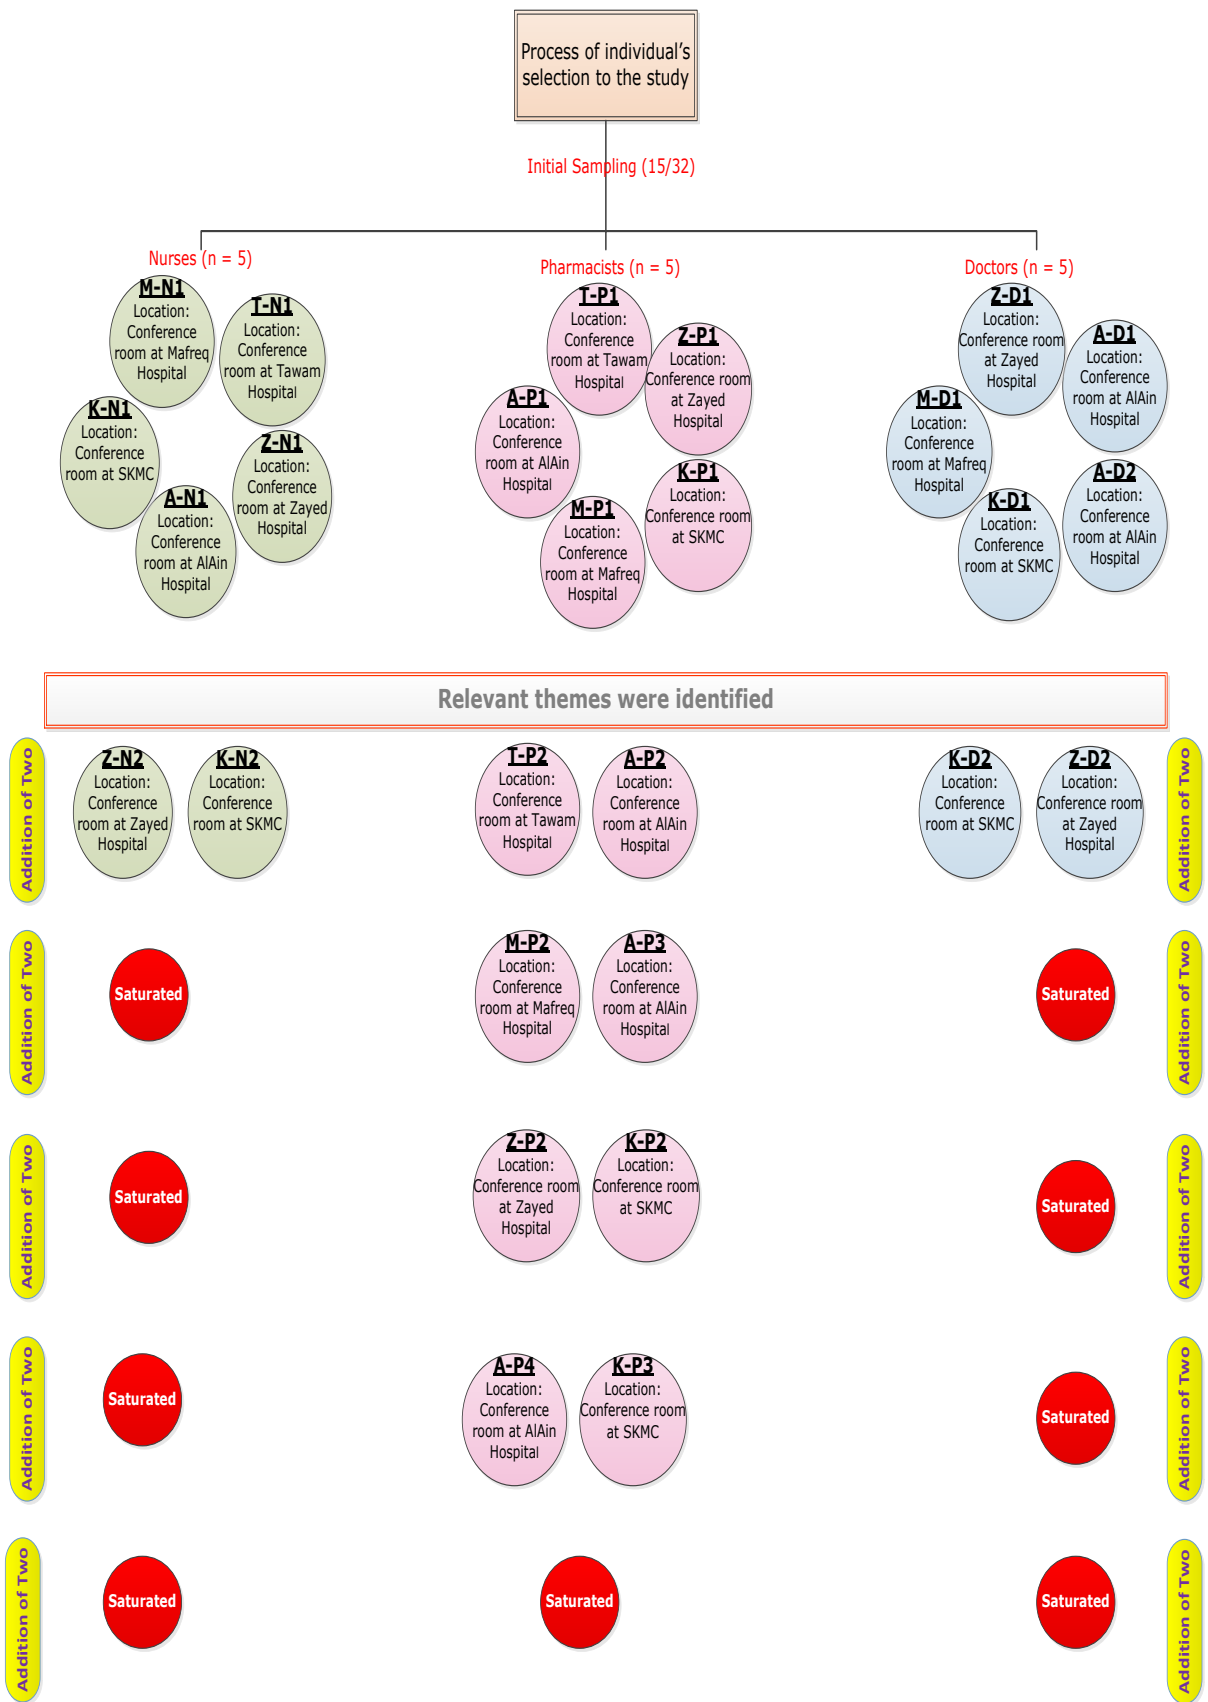 Process of individual's
selection to the study
Initial Sampling (15/32)
Nurses (n = 5)
M-N1
Location:
Conference
room at Mafreq
Hospital
T-N1
Location:
Conference
room at Tawam
Hospital
K-N1
Location:
Conference
room at SKMC
Z-N1
Location:
Conference
room at Zayed
Hospital
A-N1
Location:
Conference
room at AlAin
Hospital
Pharmacists (n = 5)
T-P1
Location:
Conference
room at Tawam
Hospital
Z-P1
Location:
Conference room
at Zayed
Hospital
A-P1
Location:
Conference
room at AlAin
Hospital
K-P1
Location:
Conference room
at SKMC
M-P1
Location:
Conference
room at Mafreq
Hospital
Doctors (n = 5)
Z-D1
Location:
Conference room
at Zayed
Hospital
A-D1
Location:
Conference
room at AlAin
Hospital
M-D1
Location:
Conference
room at Mafreq
Hospital
A-D2
Location:
Conference
room at AlAin
Hospital
K-D1
Location:
Conference
room at SKMC
Relevant themes were identified
Addition of Two
Z-N2
Location:
Conference
room at Zayed
Hospital
K-N2
Location:
Conference
room at SKMC
T-P2
Location:
Conference
room at Tawam
Hospital
A-P2
Location:
Conference
room at AlAin
Hospital
K-D2
Location:
Conference
room at SKMC
Z-D2
Location:
Conference room
at Zayed
Hospital
Addition of Two
Addition of Two
Saturated
M-P2
Location:
Conference
room at Mafreq
Hospital
A-P3
Location:
Conference
room at AlAin
Hospital
Saturated
Addition of Two
Addition of Two
Saturated
Z-P2
Location:
Conference room
at Zayed
Hospital
K-P2
Location:
Conference room
at SKMC
Saturated
Addition of Two
Addition of Two
Saturated
A-P4
Location:
Conference
room at AlAin
Hospital
K-P3
Location:
Conference room
at SKMC
Saturated
Addition of Two
Addition of Two
Saturated
Saturated
Saturated
Addition of Two